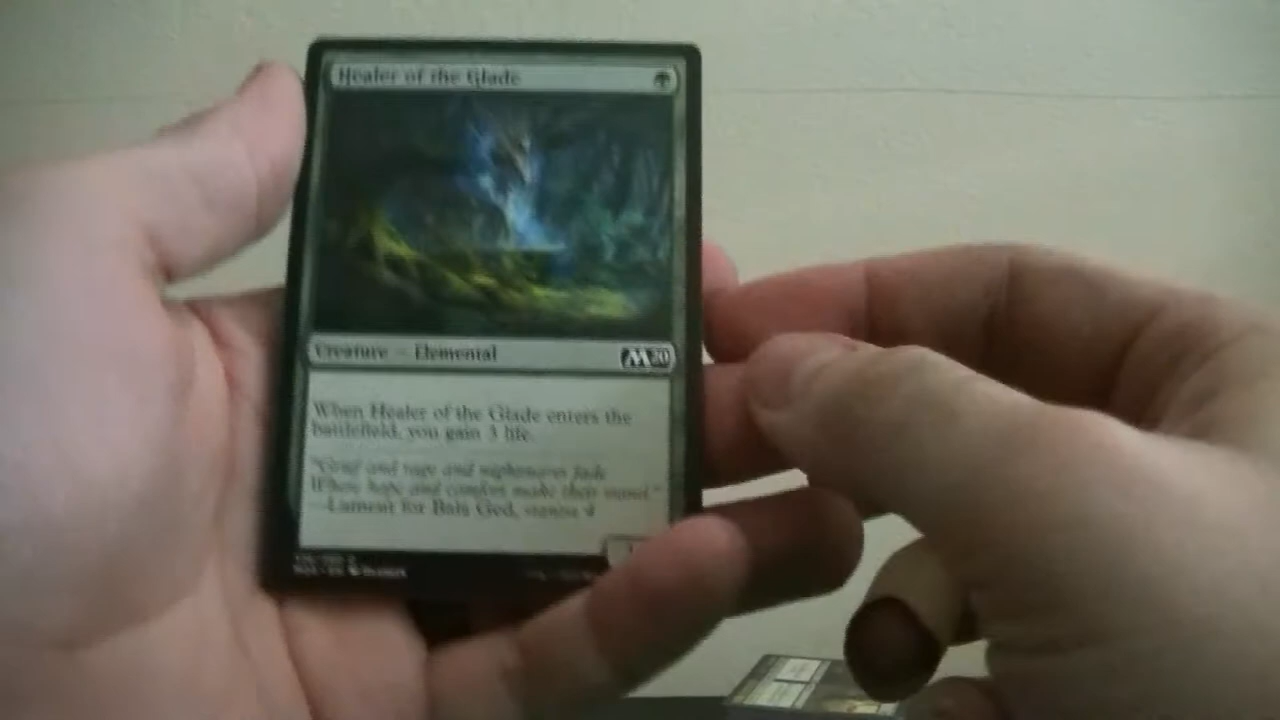 Healer of the Glade
Creature — Elemental
M20
When Healer of the Glade enters the
battlefield, you gain 3 life.
"Grief and rage and nightmares fade
Where hope and comfort make their stand."
—Lament for Bala Ged, stanza 4